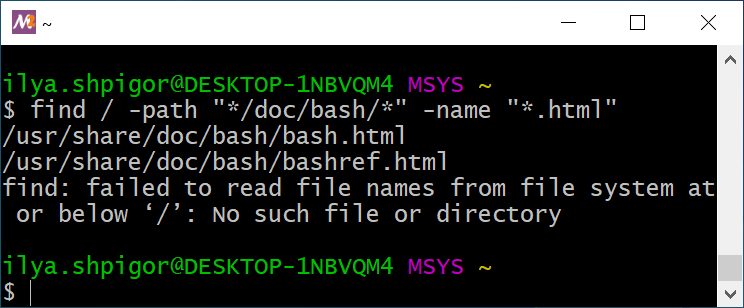 ~
ilya.shpigor@DESKTOP-1NBVQM4 MSYS ~
$ find / -path "*/doc/bash/*" -name "*.html"
/usr/share/doc/bash/bash.html
/usr/share/doc/bash/bashref.html
find: failed to read file names from file system at
 or below ‘/’: No such file or directory
ilya.shpigor@DESKTOP-1NBVQM4 MSYS ~
$